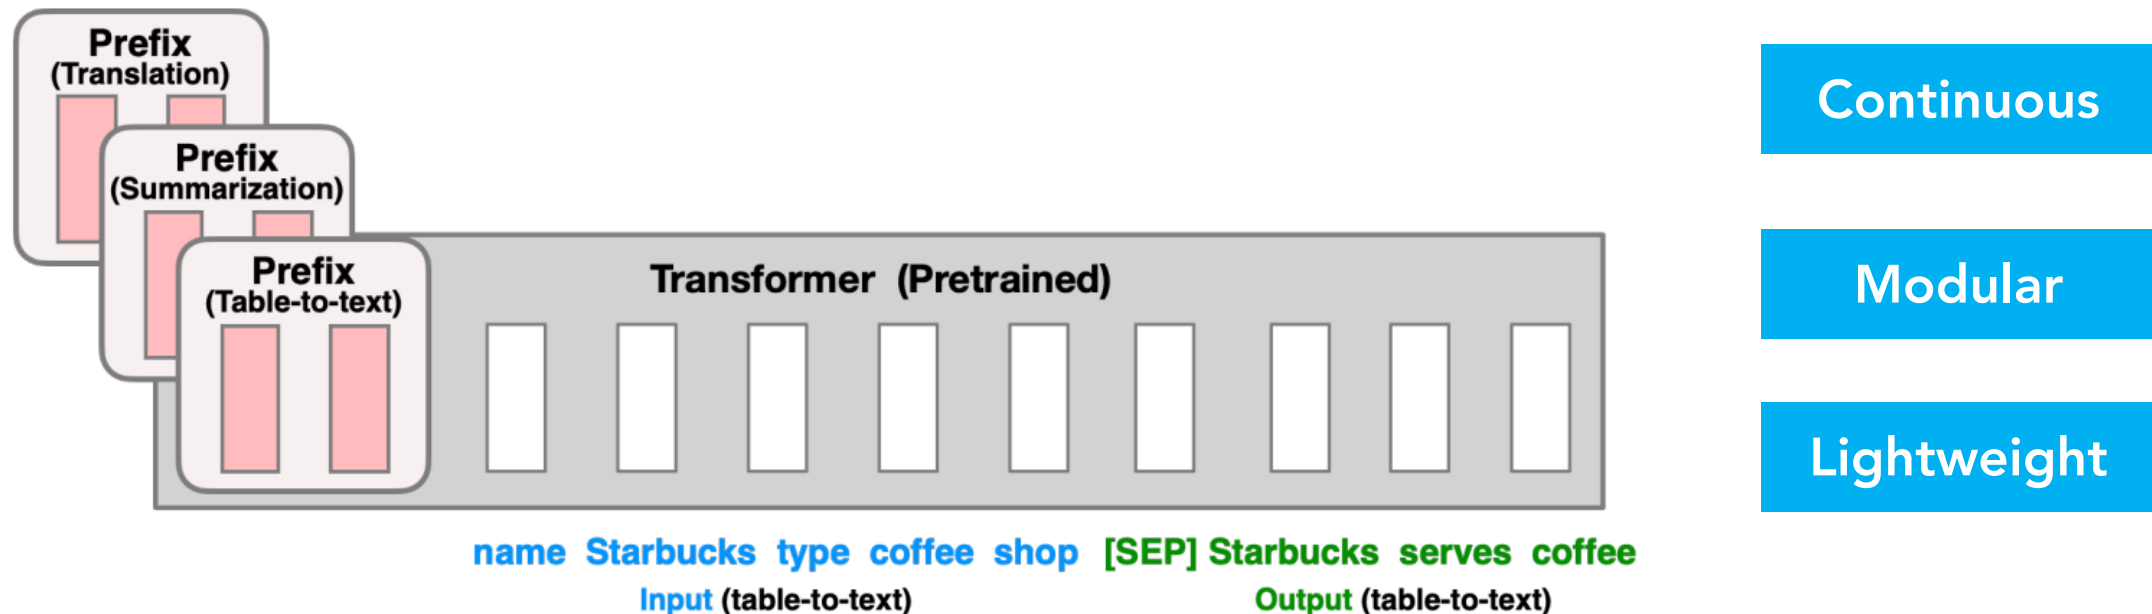 Prefix
(Translation)
Prefix
(Summarization)
Prefix
(Table-to-text)
Transformer (Pretrained)
name Starbucks type coffee shop [SEP] Starbucks serves coffee
Input (table-to-text) Output (table-to-text)
Continuous
Modular
Lightweight